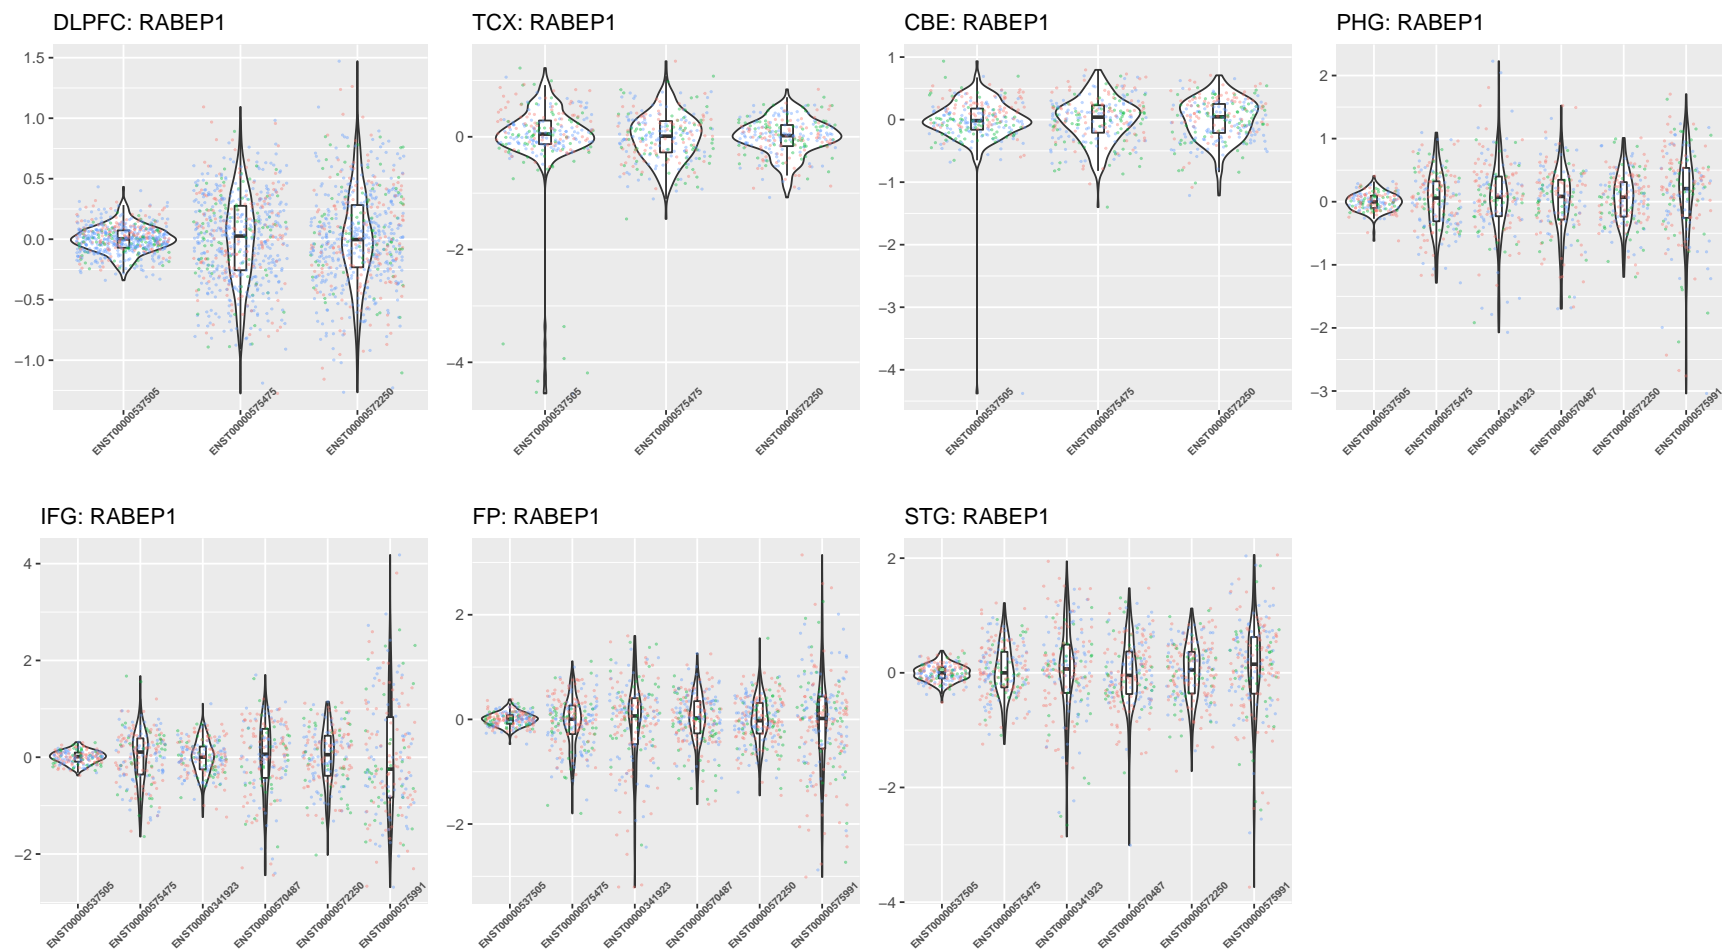 DLPFC: RABEP1
1.5
1.0
0.5
0.0
−0.5
−1.0
ENST00000537505
ENST00000575475
ENST00000572250
TCX: RABEP1
0
−2
−4
ENST00000537505
ENST00000575475
ENST00000572250
CBE: RABEP1
1
0
−1
−2
−3
−4
ENST00000537505
ENST00000575475
ENST00000572250
PHG: RABEP1
2
1
0
−1
−2
−3
ENST00000537505
ENST00000575475
ENST00000341923
ENST00000570487
ENST00000572250
ENST00000575991
IFG: RABEP1
4
2
0
−2
ENST00000537505
ENST00000575475
ENST00000341923
ENST00000570487
ENST00000572250
ENST00000575991
FP: RABEP1
2
0
−2
ENST00000537505
ENST00000575475
ENST00000341923
ENST00000570487
ENST00000572250
ENST00000575991
STG: RABEP1
2
0
−2
−4
ENST00000537505
ENST00000575475
ENST00000341923
ENST00000570487
ENST00000572250
ENST00000575991